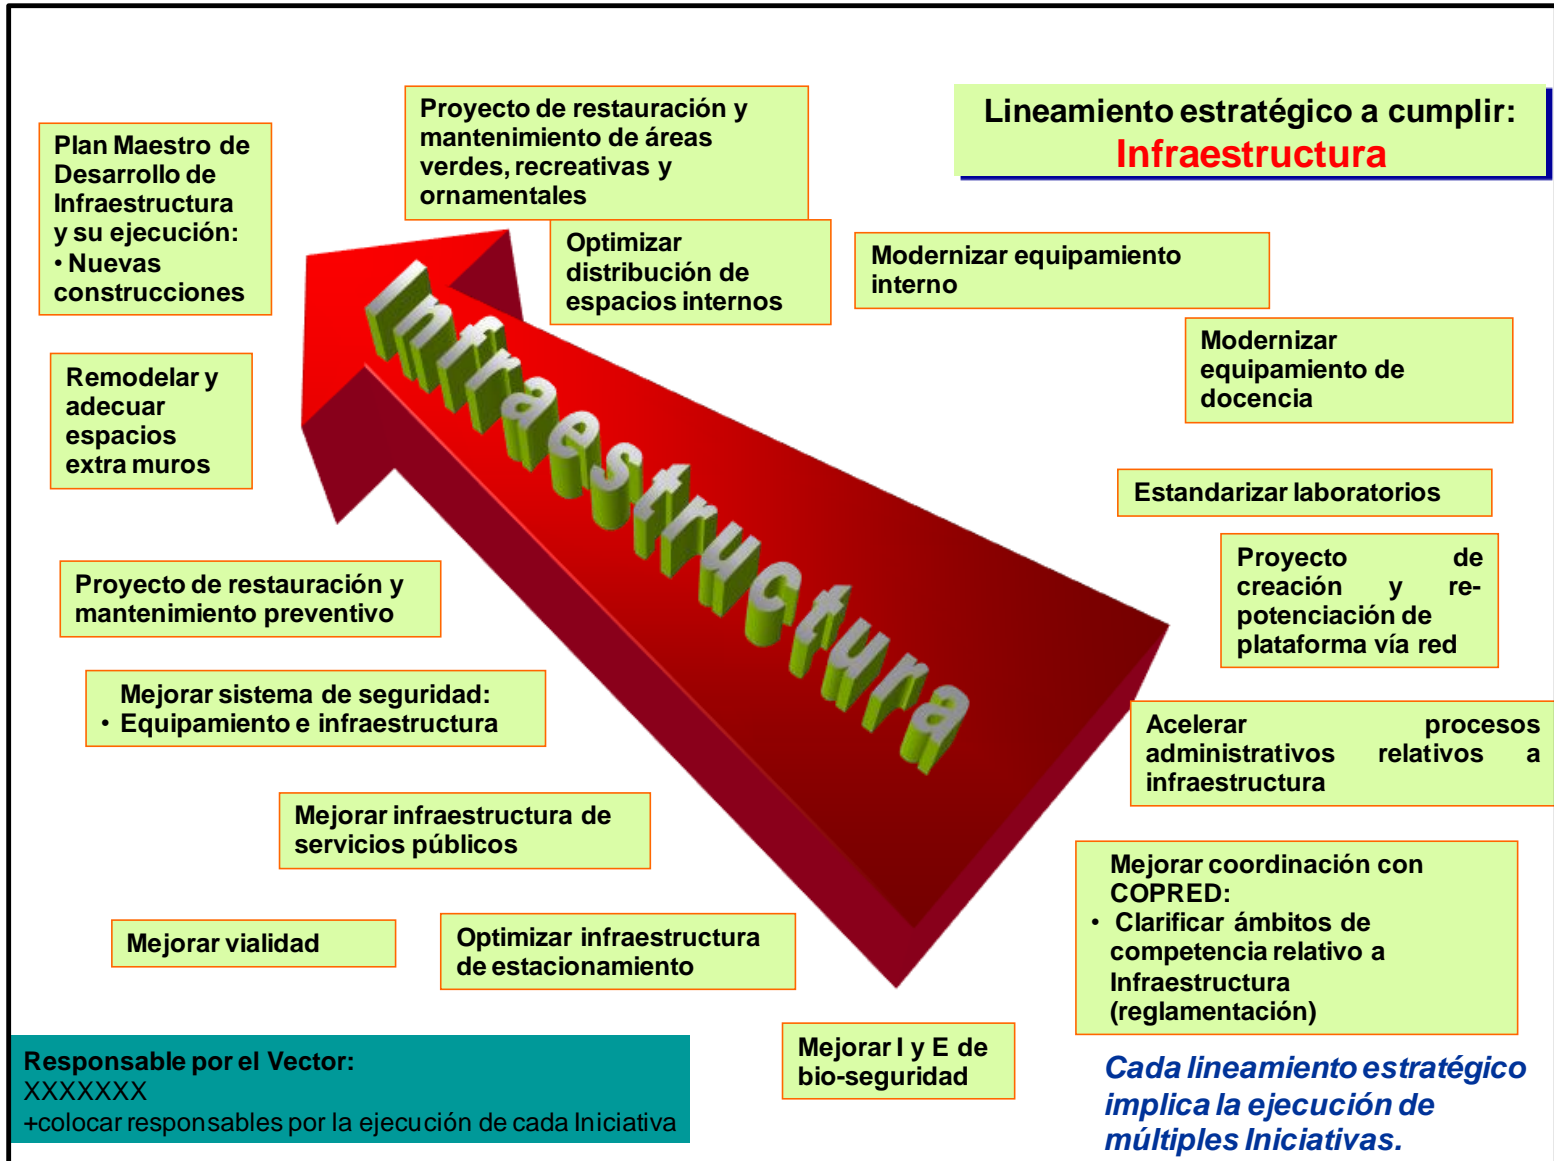 Lineamiento estratégico a cumplir:
Infraestructura
Plan Maestro de
Desarrollo de
Infraestructura
y su ejecución:
• Nuevas
construcciones
Proyecto de restauración y
mantenimiento de áreas
verdes, recreativas y
ornamentales
Optimizar
distribución de
espacios internos
Modernizar equipamiento
interno
Modernizar
equipamiento de
docencia
Remodelar y
adecuar
espacios
extra muros
Infraestructura
Estandarizar laboratorios
Proyecto de
creación y re-
potenciación de
plataforma vía red
Proyecto de restauración y
mantenimiento preventivo
Mejorar sistema de seguridad:
• Equipamiento e infraestructura
Acelerar procesos
administrativos relativos a
infraestructura
Mejorar infraestructura de
servicios públicos
Mejorar coordinación con
COPRED:
• Clarificar ámbitos de
competencia relativo a
Infraestructura
(reglamentación)
Mejorar vialidad
Optimizar infraestructura
de estacionamiento
Mejorar I y E de
bio-seguridad
Responsable por el Vector:
XXXXXXX
+colocar responsables por la ejecución de cada Iniciativa
Cada lineamiento estratégico
implica la ejecución de
múltiples Iniciativas.